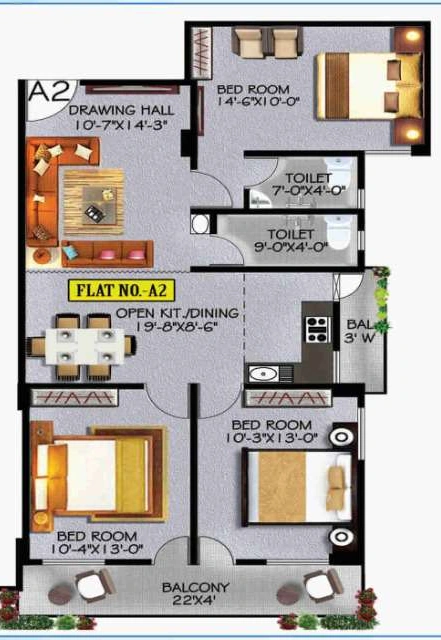 BED ROOM
14'-6"X10'-0"
A2
DRAWING HALL
10'-7"X14'-3"
TOILET
7'-0"X4'-0"
TOILET
9'-0"X4'-0"
FLAT NO.-A2
OPEN KIT./DINING
19'-8"X8'-6"
BAL.
3' W
BED ROOM
10'-3"X13'-0"
BED ROOM
10'-4"X13'-0"
BALCONY
22'X4'